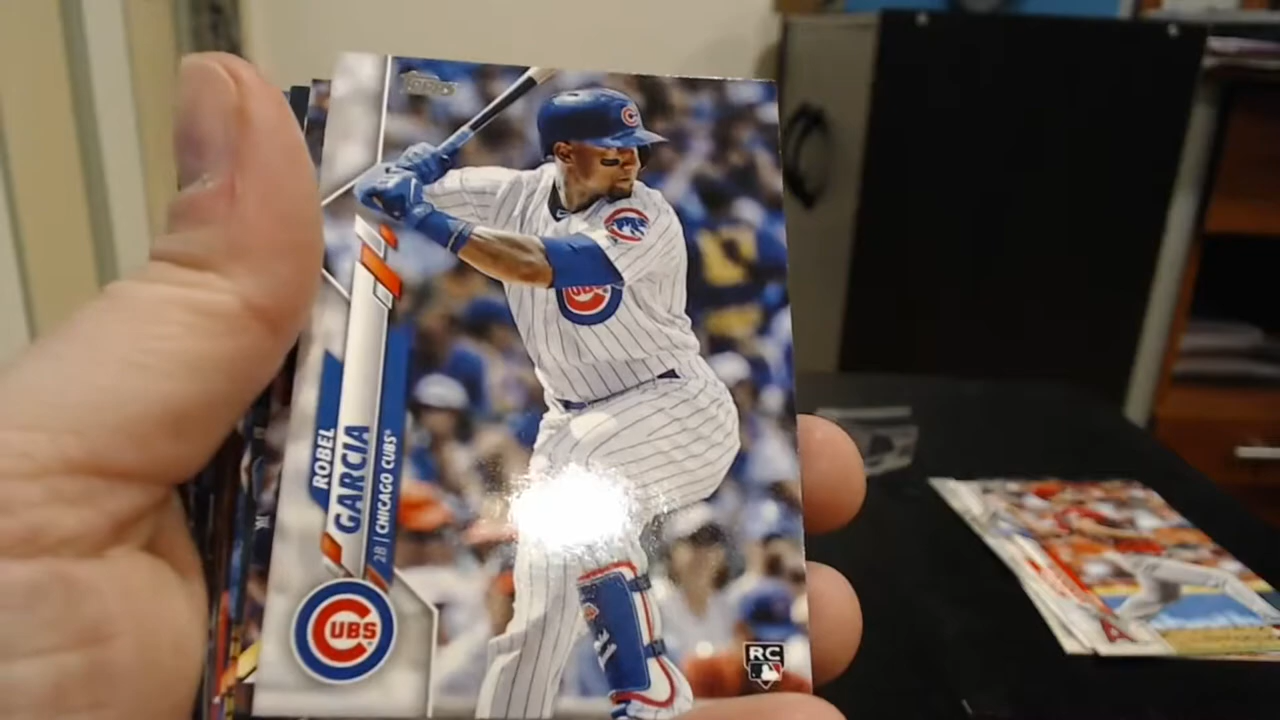 TOPPS
C
CUBS
ROBEL
GARCIA
2B | CHICAGO CUBS®
CUBS
RC
A